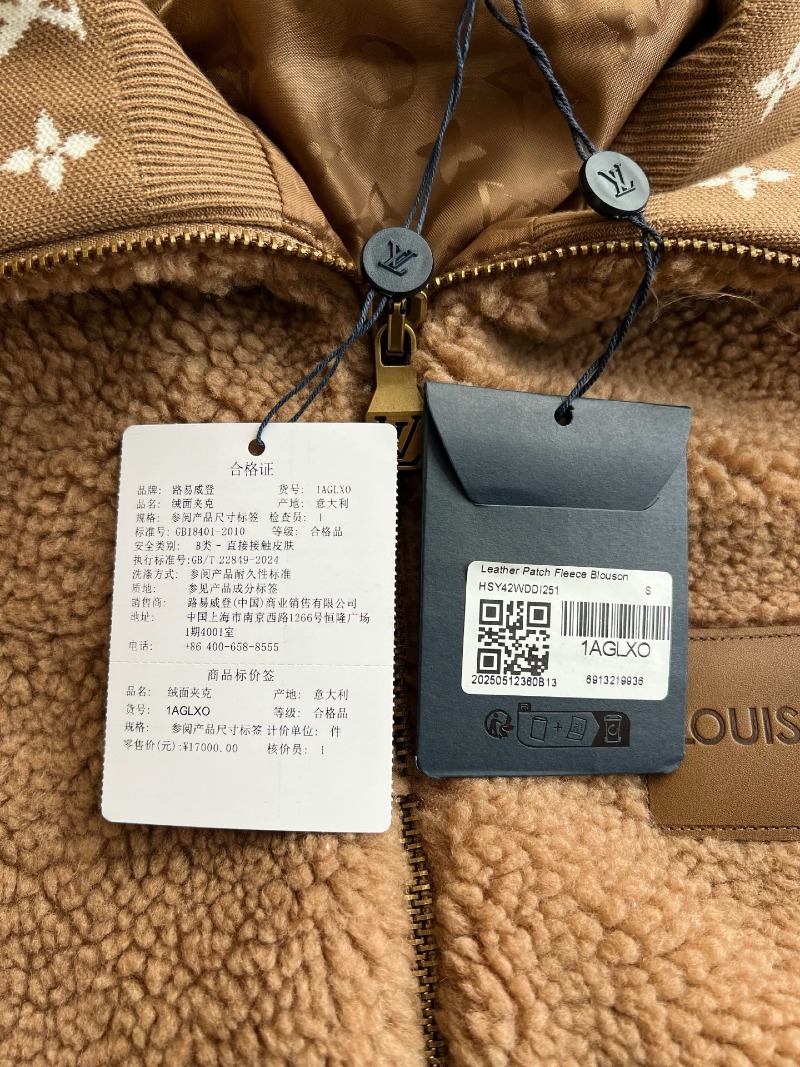 合格证
品牌: 路易威登 货号: 1AGLXO
品名: 绒面夹克 产地: 意大利
规格: 参阅产品尺寸标签 检查员: 1
标准号: GB18401-2010 等级: 合格品
安全类别: B类 - 直接接触皮肤
执行标准号:GB/T 22849-2024
洗涤方式: 参阅产品耐久性标准
质地: 参见产品成分标签
销售商: 路易威登(中国)商业销售有限公司
地址: 中国上海市南京西路1266号恒隆广场
1期4001室
电话: +86 400-658-8555
商品标价签
品名: 绒面夹克 产地: 意大利
货号: 1AGLXO 等级: 合格品
规格: 参阅产品尺寸标签 计价单位: 件
零售价(元):¥17000.00 核价员: 1
Leather Patch Fleece Blouson
HSY42WDDI251 S
1AGLXO
20250512360B13 6913219936
FR
LV
LV
LV
LOUIS